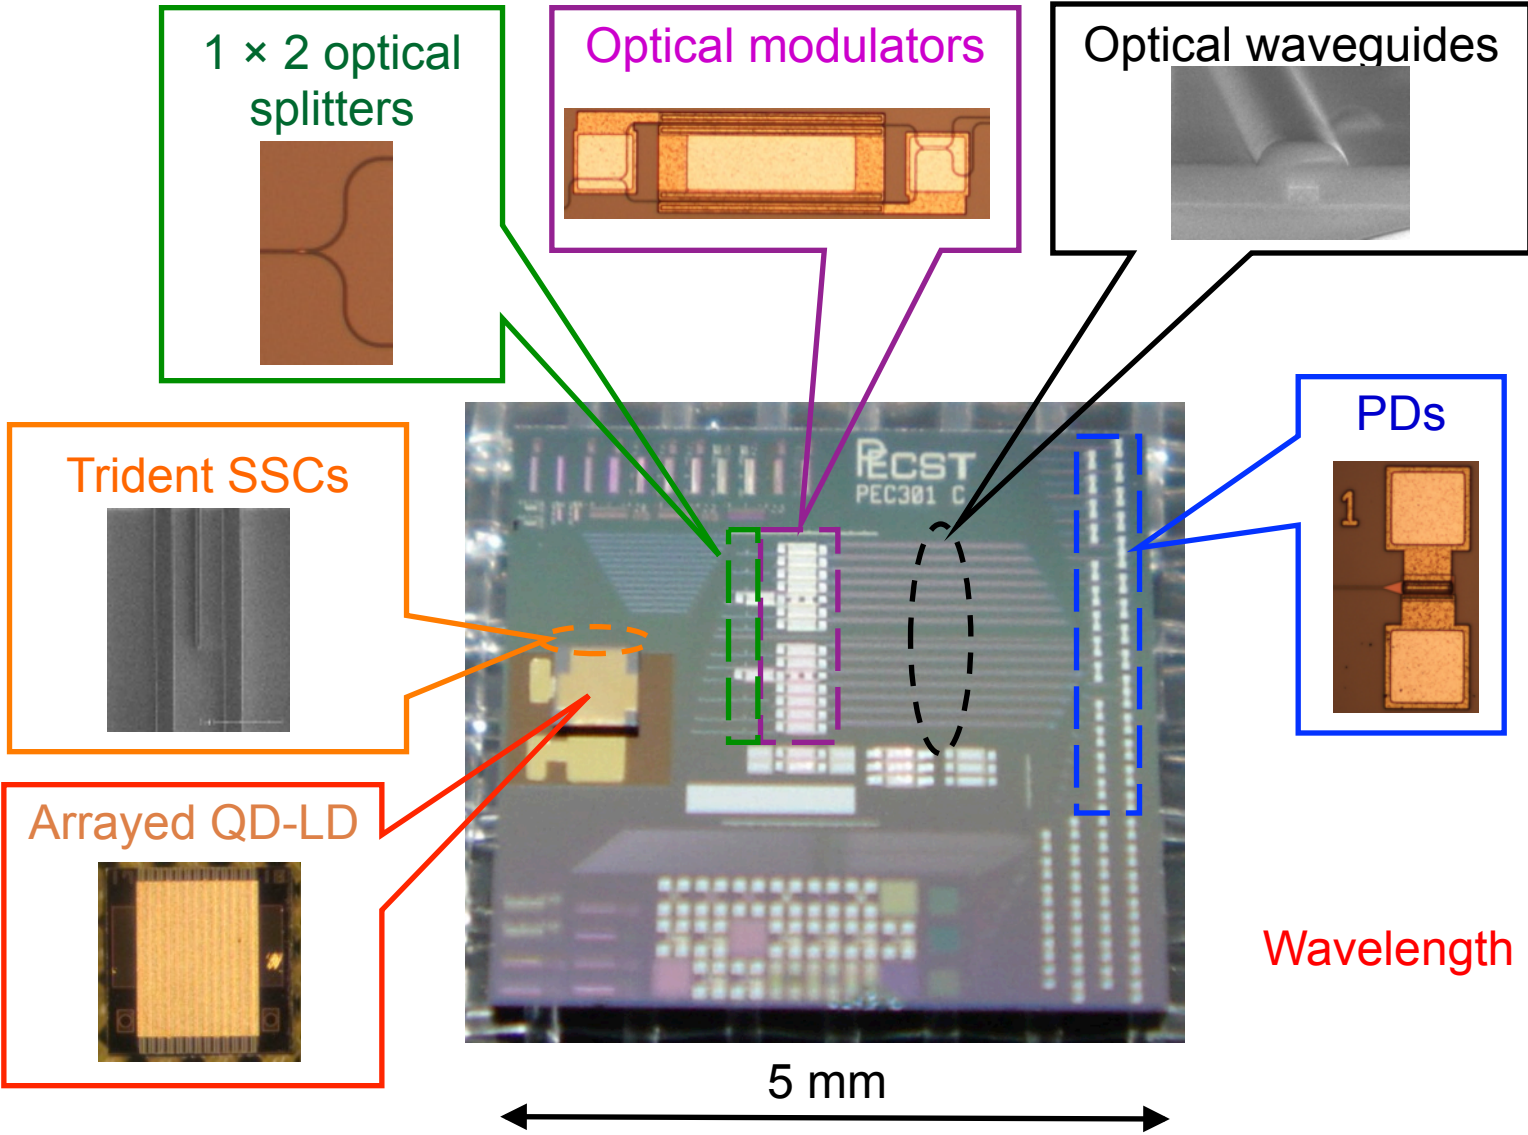 1 × 2 optical
splitters
Optical modulators
Optical waveguides
PDs
1
Trident SSCs
PECST
PEC301 C
Arrayed QD-LD
Wavelength
5 mm